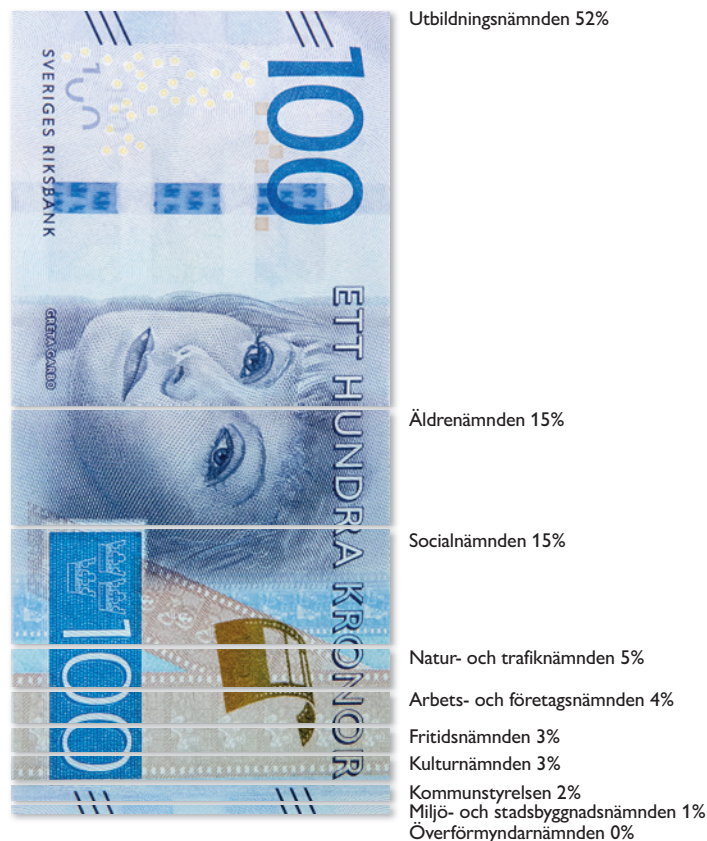 Utbildningsnämnden 52%
SVERIGES RIKSBANK
100
100
GRETA GARBO
ETT HUNDRA KRONOR
Äldrenämnden 15%
Socialnämnden 15%
100
Natur- och trafiknämnden 5%
Arbets- och företagsnämnden 4%
Fritidsnämnden 3%
Kulturnämnden 3%
Kommunstyrelsen 2%
Miljö- och stadsbyggnadsnämnden 1%
Överförmyndarnämnden 0%